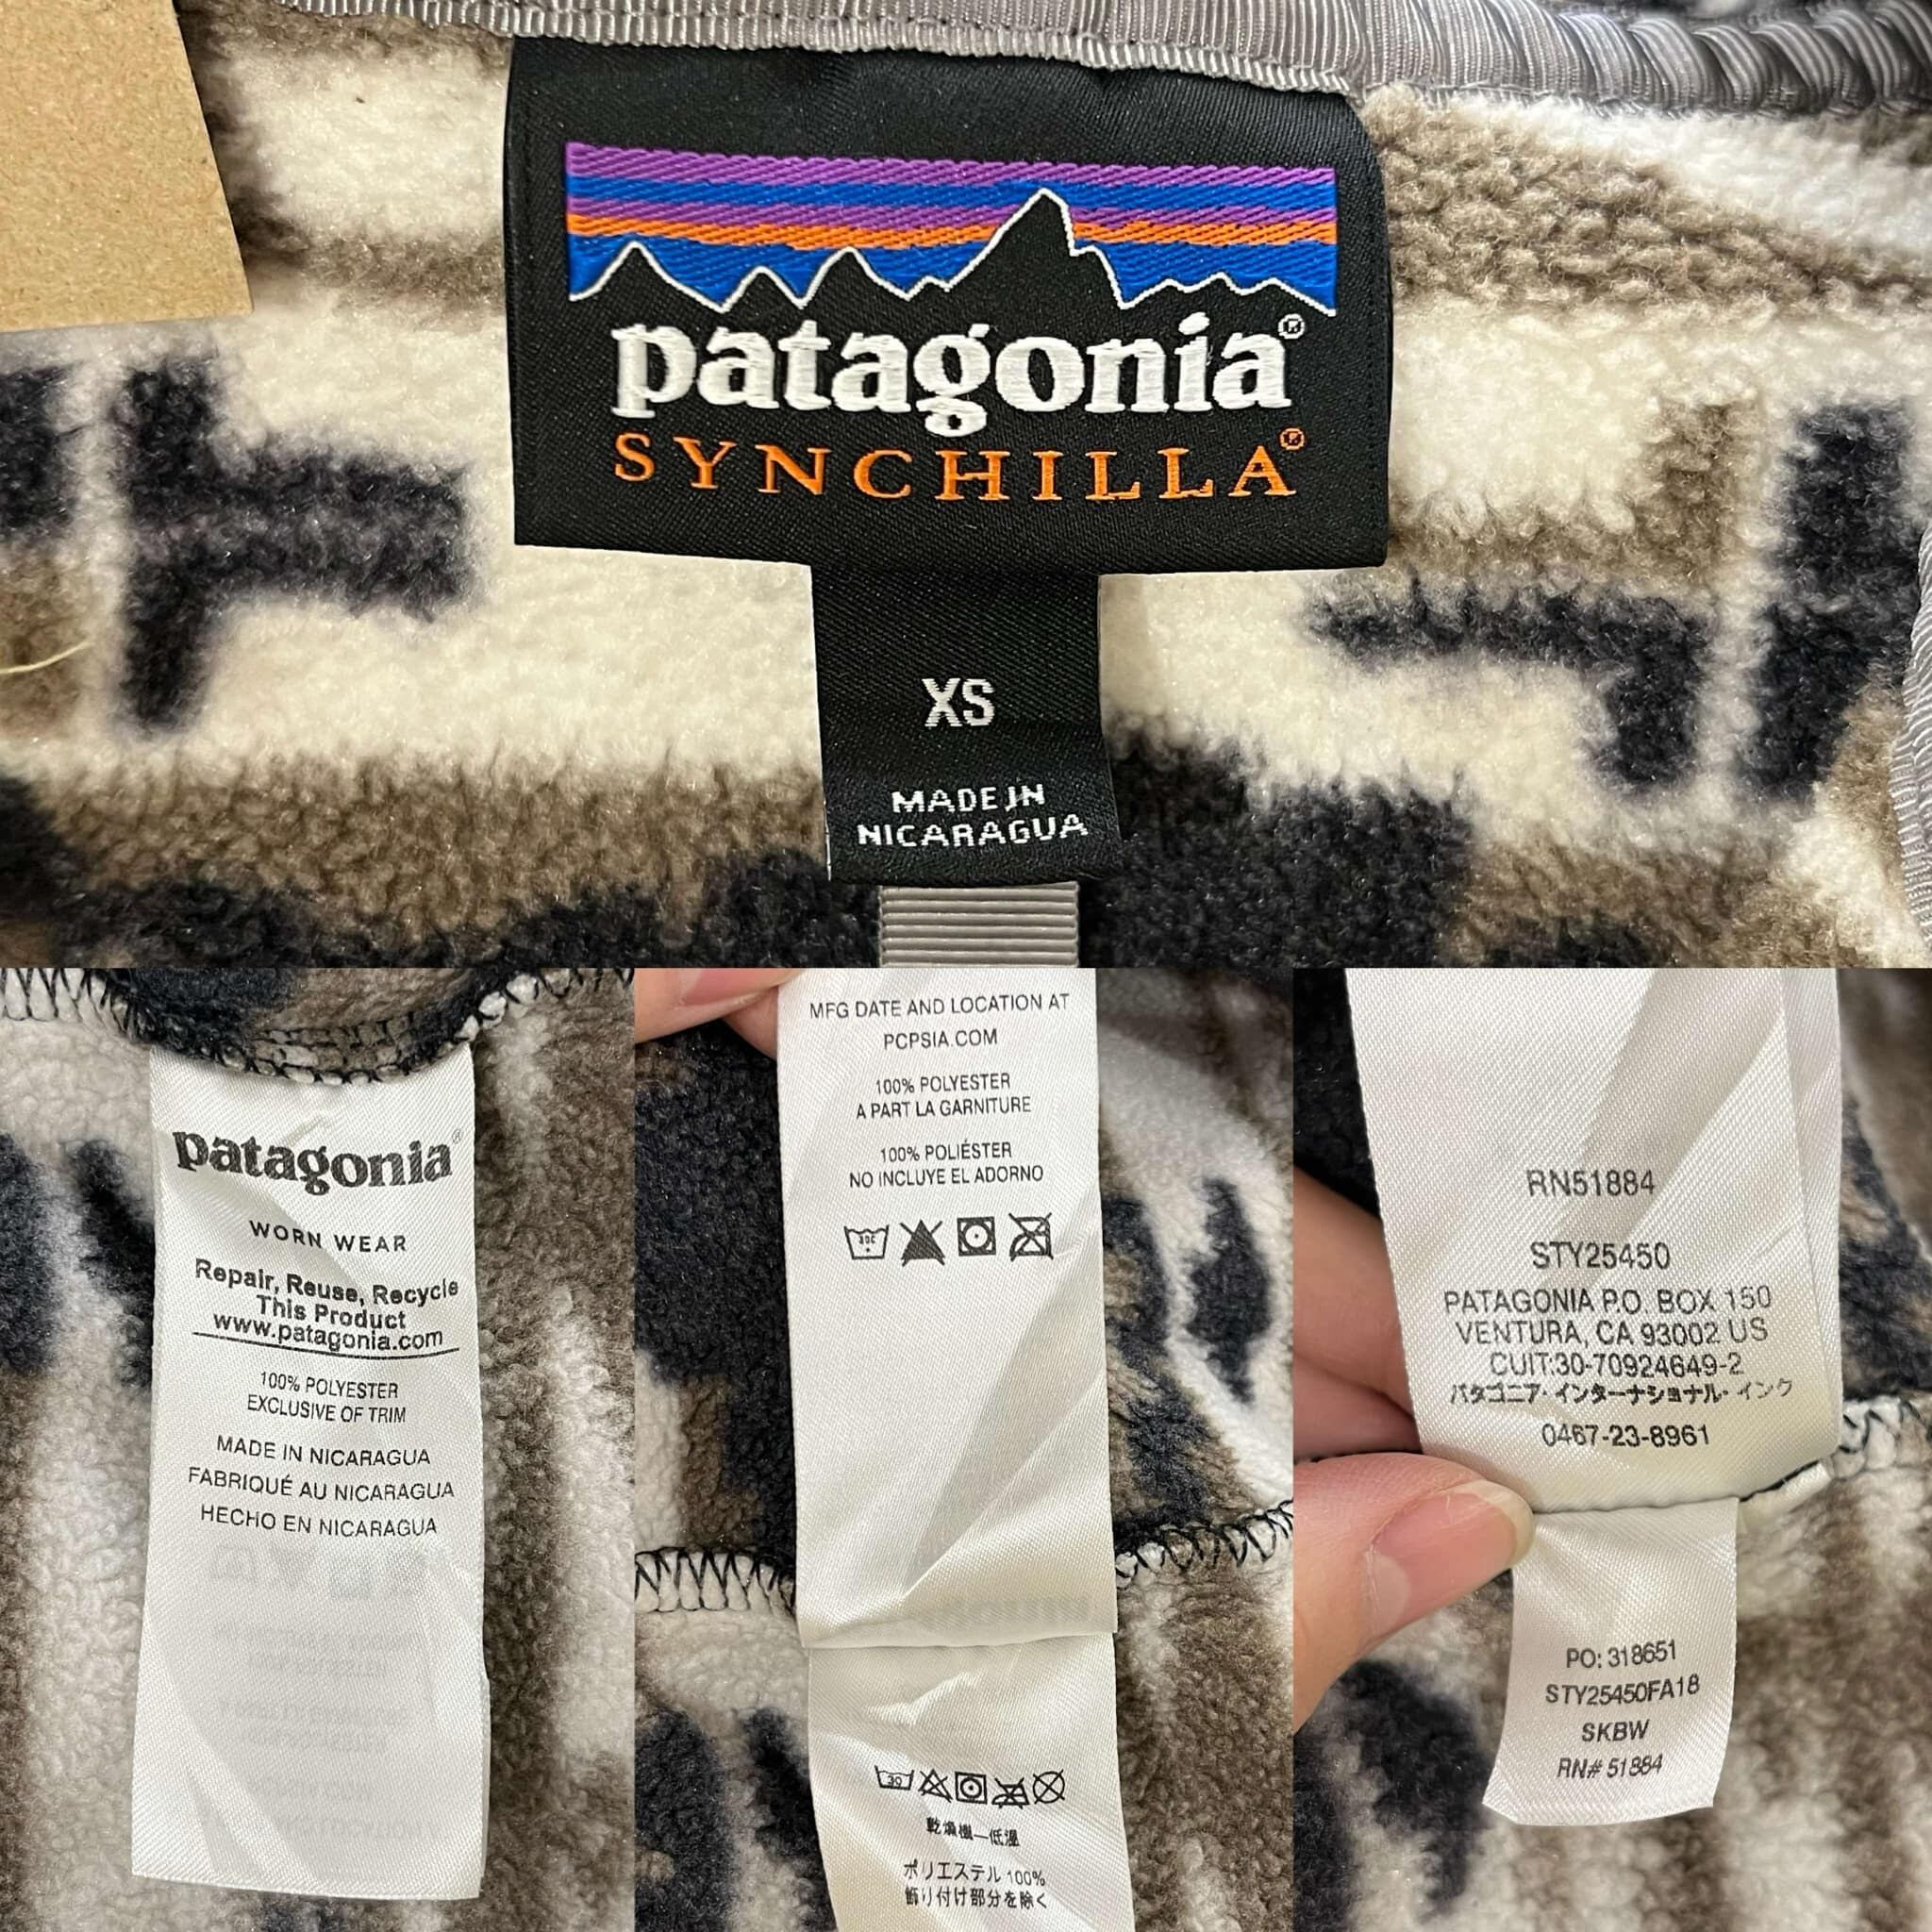 patagonia®
SYNCHILLA®
XS
MADE IN
NICARAGUA
patagonia®
WORN WEAR
Repair, Reuse, Recycle
This Product
www.patagonia.com
100% POLYESTER
EXCLUSIVE OF TRIM
MADE IN NICARAGUA
FABRIQUÉ AU NICARAGUA
HECHO EN NICARAGUA
MFG DATE AND LOCATION AT
PCPSIA.COM
100% POLYESTER
A PART LA GARNITURE
100% POLIÉSTER
NO INCLUYE EL ADORNO
30C
30
乾燥機—低温
ポリエステル 100%
飾り付け部分を除く
RN51884
STY25450
PATAGONIA P.O. BOX 150
VENTURA, CA 93002 US
CUIT:30-70924649-2
パタゴニア・インターナショナル・インク
0467-23-8961
PO: 318651
STY25450FA18
SKBW
RN# 51884